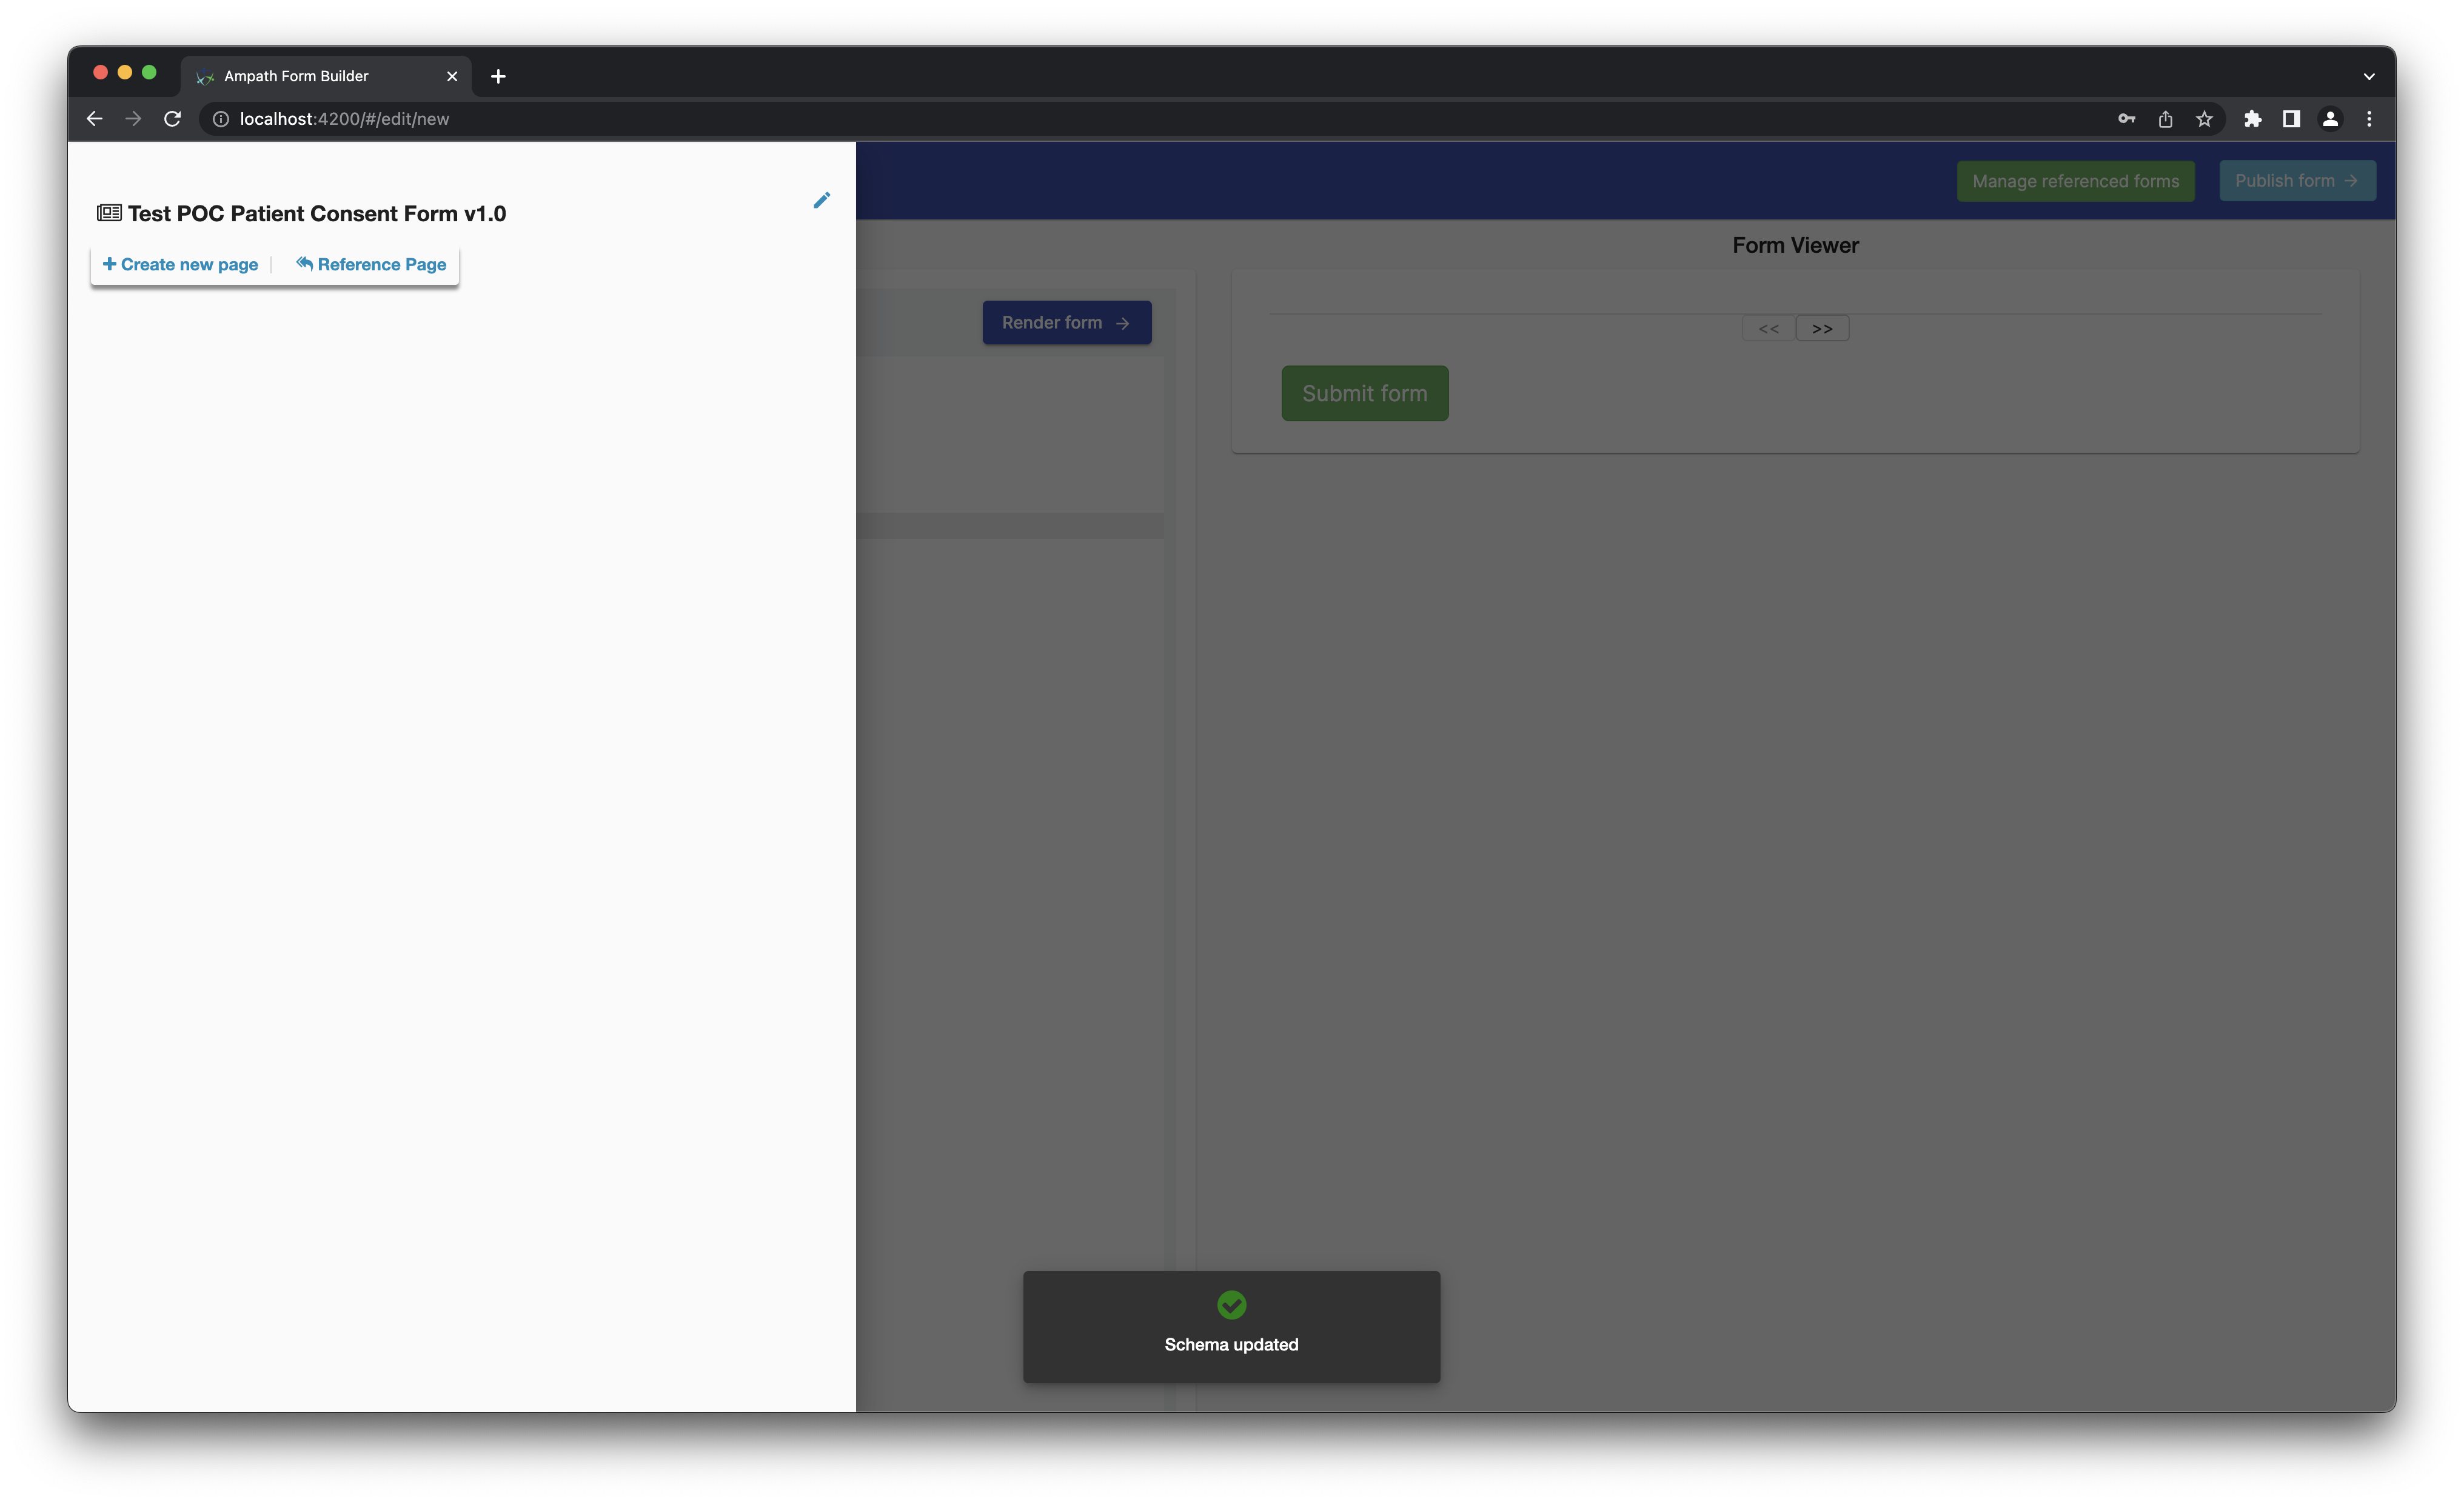 Ampath Form Builder
localhost:4200/#/edit/new
Manage referenced forms
Publish form
Test POC Patient Consent Form v1.0
Create new page
Reference Page
Form Viewer
Render form
<< >>
Submit form
Schema updated